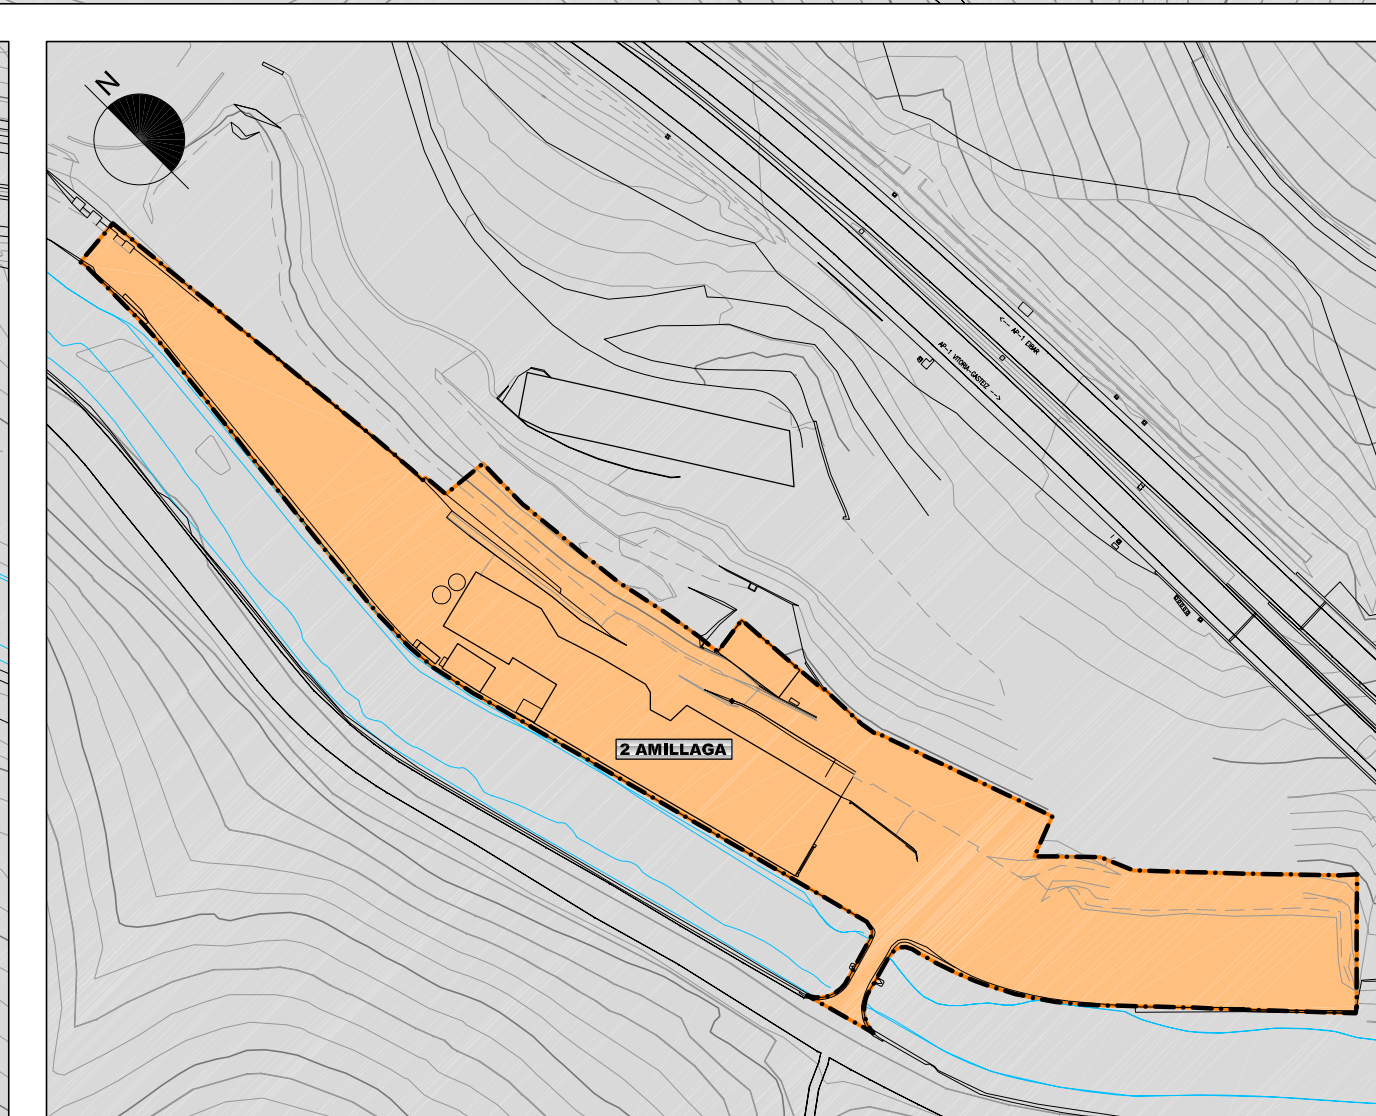 N
<--- AP-1 EIBAR
AP-1 VITORIA-GASTEIZ --->
2 AMILLAGA